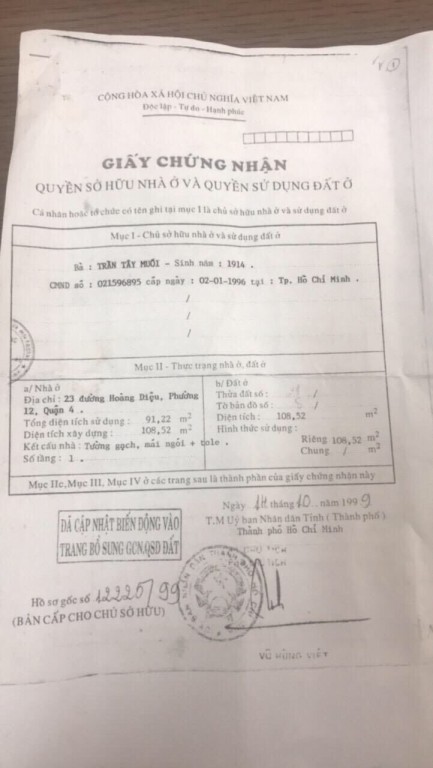 CỘNG HÒA XÃ HỘI CHỦ NGHĨA VIỆT NAM
Độc lập - Tự do - Hạnh phúc
GIẤY CHỨNG NHẬN
QUYỀN SỞ HỮU NHÀ Ở VÀ QUYỀN SỬ DỤNG ĐẤT Ở
Cá nhân hoặc tổ chức có tên ghi tại mục I là chủ sở hữu nhà ở và sử dụng đất ở
Mục I - Chủ sở hữu nhà ở và sử dụng đất ở
Bà : TRẦN TÂY MUỐI - Sinh năm : 1914 .
CMND số : 021596895 cấp ngày : 02-01-1996 tại : Tp. Hồ Chí Minh .
/
/
/
Mục II - Thực trạng nhà ở, đất ở
a/ Nhà ở
Địa chỉ : 23 đường Hoàng Diệu, Phường
12, Quận 4 .
Tổng diện tích sử dụng : 91,22 m²
Diện tích xây dựng : 108,52 m²
Kết cấu nhà : Tường gạch, mái ngói + tole .
Số tầng : 1 .
b/ Đất ở
Thửa đất số : /
Tờ bản đồ số : /
Diện tích : 108,52 m²
Hình thức sử dụng :
Riêng 108,52 m²
Chung / m²
Mục IIc, Mục III, Mục IV ở các trang sau là thành phần của giấy chứng nhận này
Ngày tháng 10 năm 1999
T.M Uỷ ban Nhân dân Tỉnh ( Thành phố )
Thành phố Hồ Chí Minh
ĐÃ CẬP NHẬT BIẾN ĐỘNG VÀO
TRANG BỔ SUNG GCN.QSD ĐẤT
Hồ sơ gốc số 12225/99
(BẢN CẤP CHO CHỦ SỞ HỮU)
VŨ HÙNG VIỆT